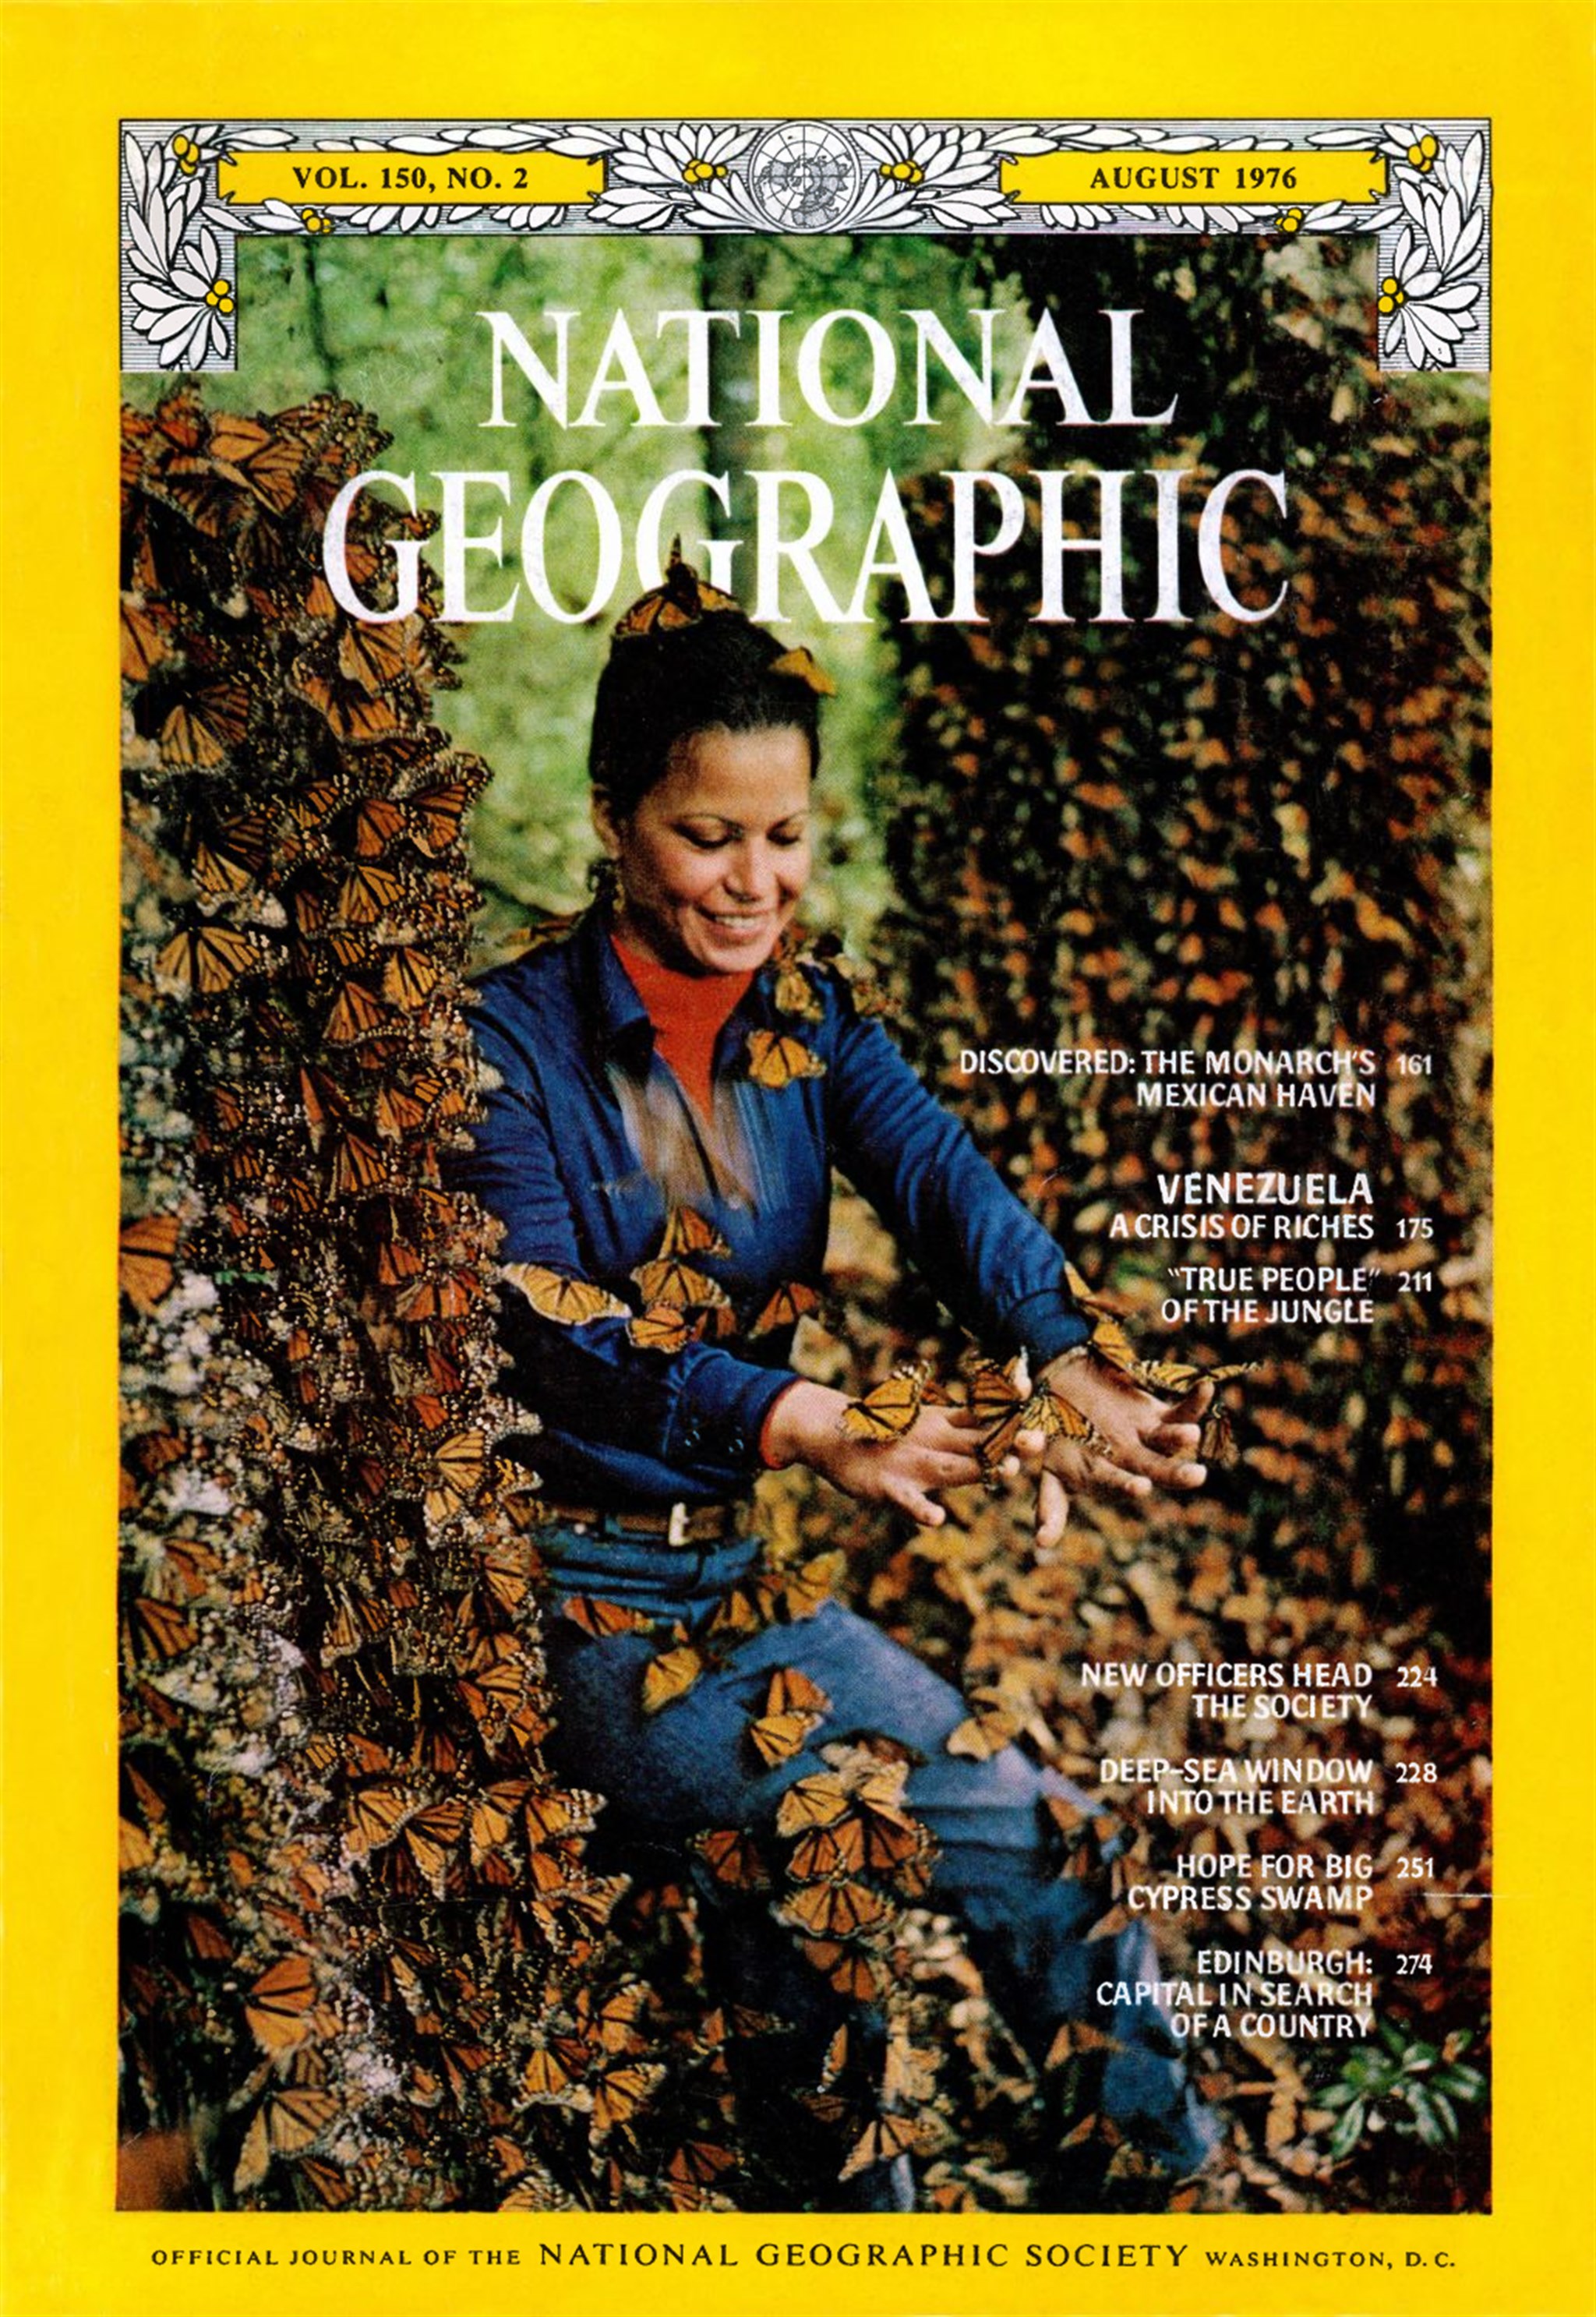 VOL. 150, NO. 2
AUGUST 1976
NATIONAL
GEOGRAPHIC
DISCOVERED: THE MONARCH'S 161
MEXICAN HAVEN
VENEZUELA
A CRISIS OF RICHES 175
"TRUE PEOPLE" 211
OF THE JUNGLE
NEW OFFICERS HEAD 224
THE SOCIETY
DEEP-SEA WINDOW 228
INTO THE EARTH
HOPE FOR BIG 251
CYPRESS SWAMP
EDINBURGH: 274
CAPITAL IN SEARCH
OF A COUNTRY
OFFICIAL JOURNAL OF THE NATIONAL GEOGRAPHIC SOCIETY WASHINGTON, D.C.